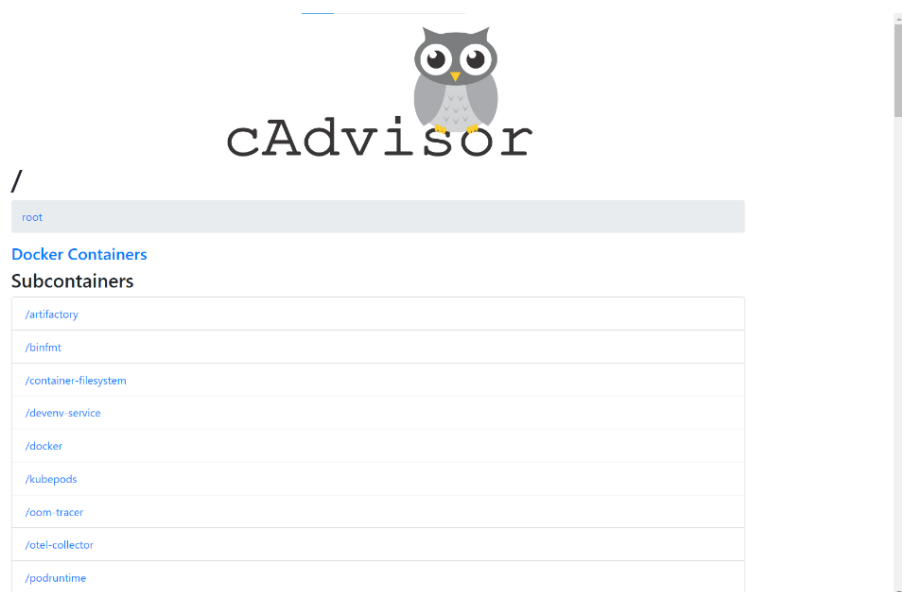 cAdvisor
/
root
Docker Containers
Subcontainers
/artifactory
/binfmt
/container-filesystem
/devenv-service
/docker
/kubepods
/oom-tracer
/otel-collector
/podruntime